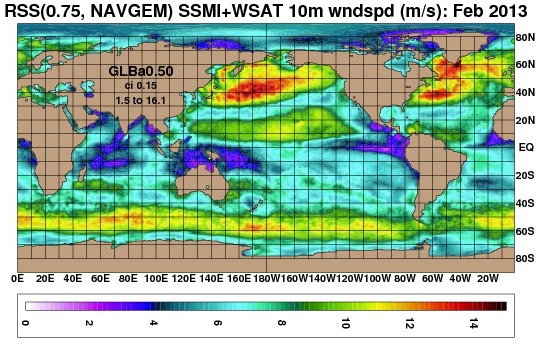 RSS(0.75, NAVGEM) SSMI+WSAT 10m wndspd (m/s): Feb 2013
GLBa0.50
ci 0.15
1.5 to 16.1
80N
60N
40N
20N
EQ
20S
40S
60S
80S
0E 20E 40E 60E 80E 100E 120E 140E 160E 180W 160W 140W 120W 100W 80W 60W 40W 20W
0 2 4 6 8 10 12 14